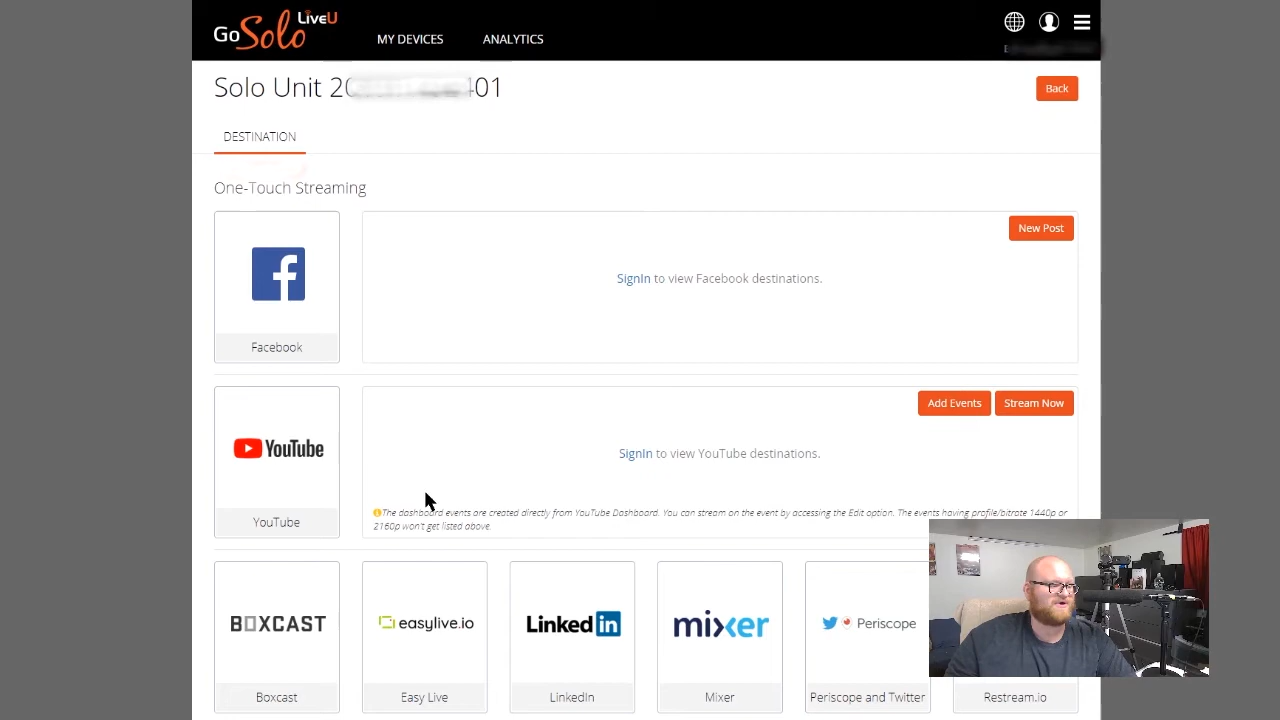 Go Solo LiveU
MY DEVICES
ANALYTICS
Solo Unit 20 401
Back
DESTINATION
One-Touch Streaming
New Post
SignIn to view Facebook destinations.
Facebook
Add Events
Stream Now
YouTube
SignIn to view YouTube destinations.
The dashboard events are created directly from YouTube Dashboard. You can stream on the event by accessing the Edit option. The events having profile/bitrate 1440p or
2160p won't get listed above.
YouTube
BOXCAST
easylive.io
Linked in
mixer
Periscope
Boxcast
Easy Live
LinkedIn
Mixer
Periscope and Twitter
Restream.io